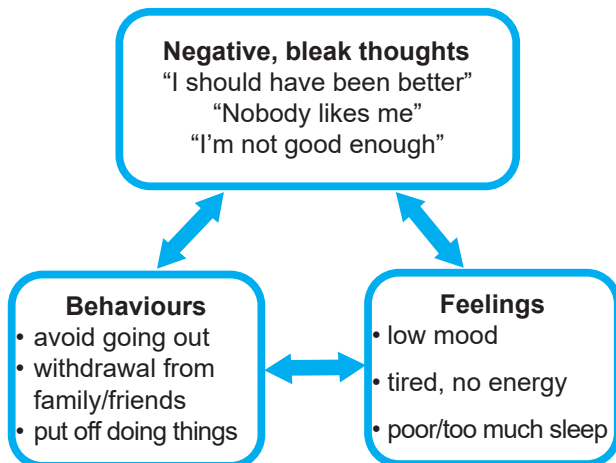 Negative, bleak thoughts
“I should have been better”
“Nobody likes me”
“I’m not good enough”
Behaviours
• avoid going out
• withdrawal from
family/friends
• put off doing things
Feelings
• low mood
• tired, no energy
• poor/too much sleep